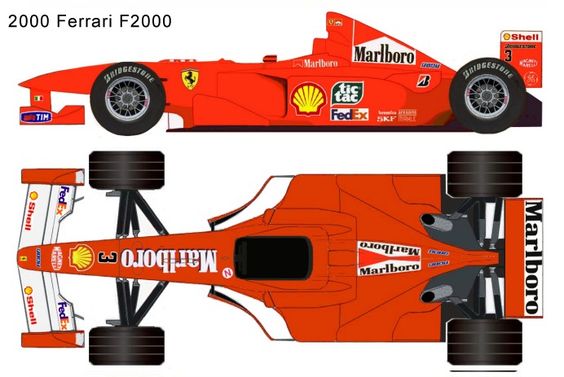 2000 Ferrari F2000
Marlboro
Marlboro
Shell
BRIDGESTONE
3
BRIDGESTONE
BRIDGESTONE
TIM
tic
tac
FedEx
SKF
Shell
FedEx
3
Marlboro
Marlboro
Marlboro
Marlboro
FedEx
Shell